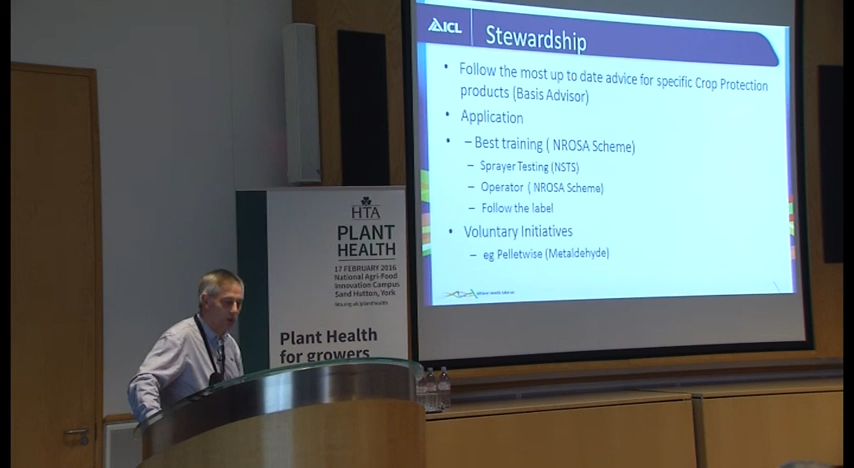 ICL
Stewardship
• Follow the most up to date advice for specific Crop Protection
products (Basis Advisor)
• Application
• – Best training ( NROSA Scheme)
– Sprayer Testing (NSTS)
– Operator ( NROSA Scheme)
– Follow the label
• Voluntary Initiatives
– eg Pelletwise (Metaldehyde)
HTA
PLANT
HEALTH
17 FEBRUARY 2016
National Agri-Food
Innovation Campus
Sand Hutton, York
Plant Health
for growers